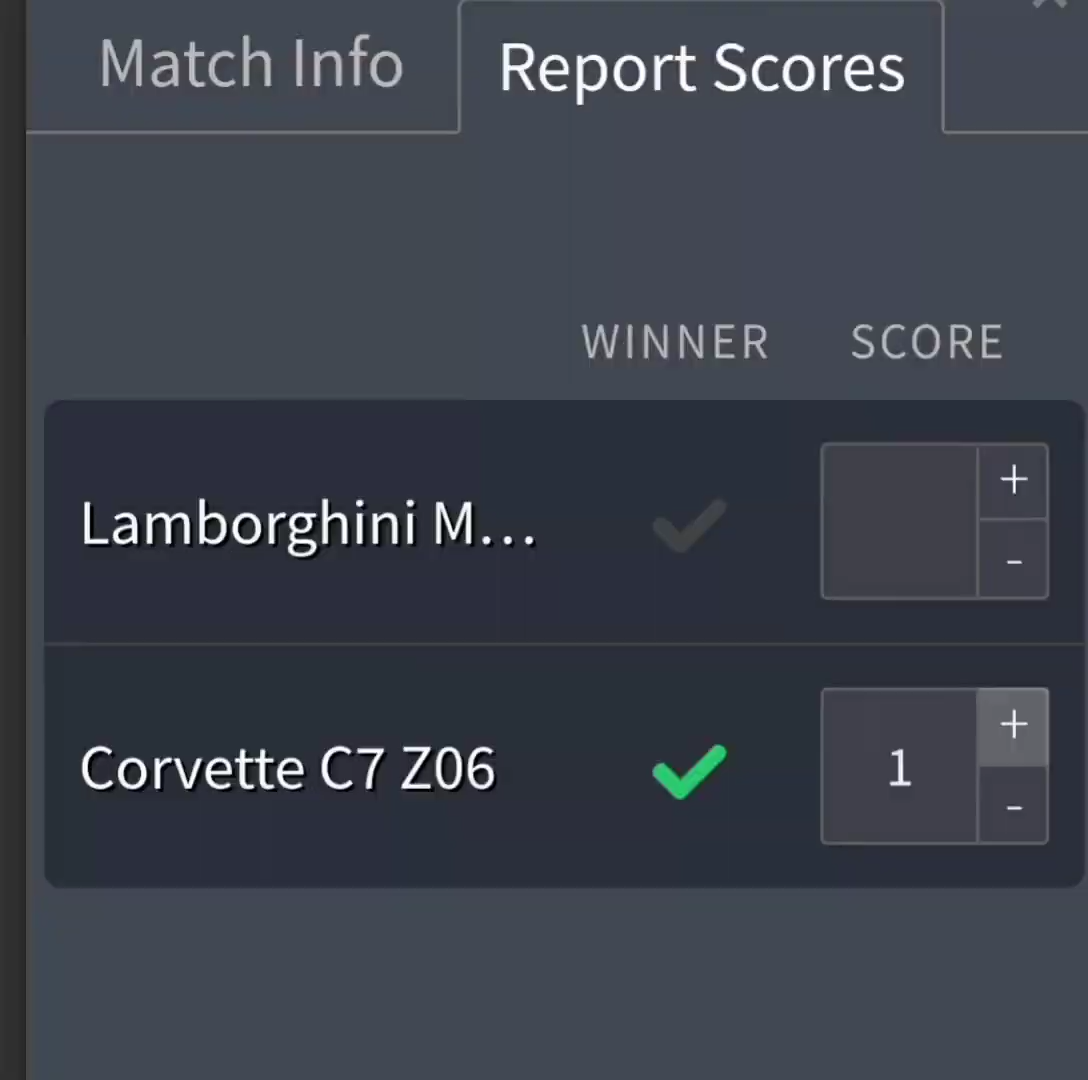 Match Info
Report Scores
WINNER SCORE
Lamborghini M...
+
-
Corvette C7 Z06
1
+
-